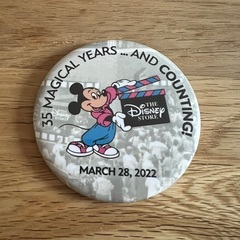 35 MAGICAL YEARS ... AND COUNTING!
THE
Disney
STORE
MARCH 28, 2022